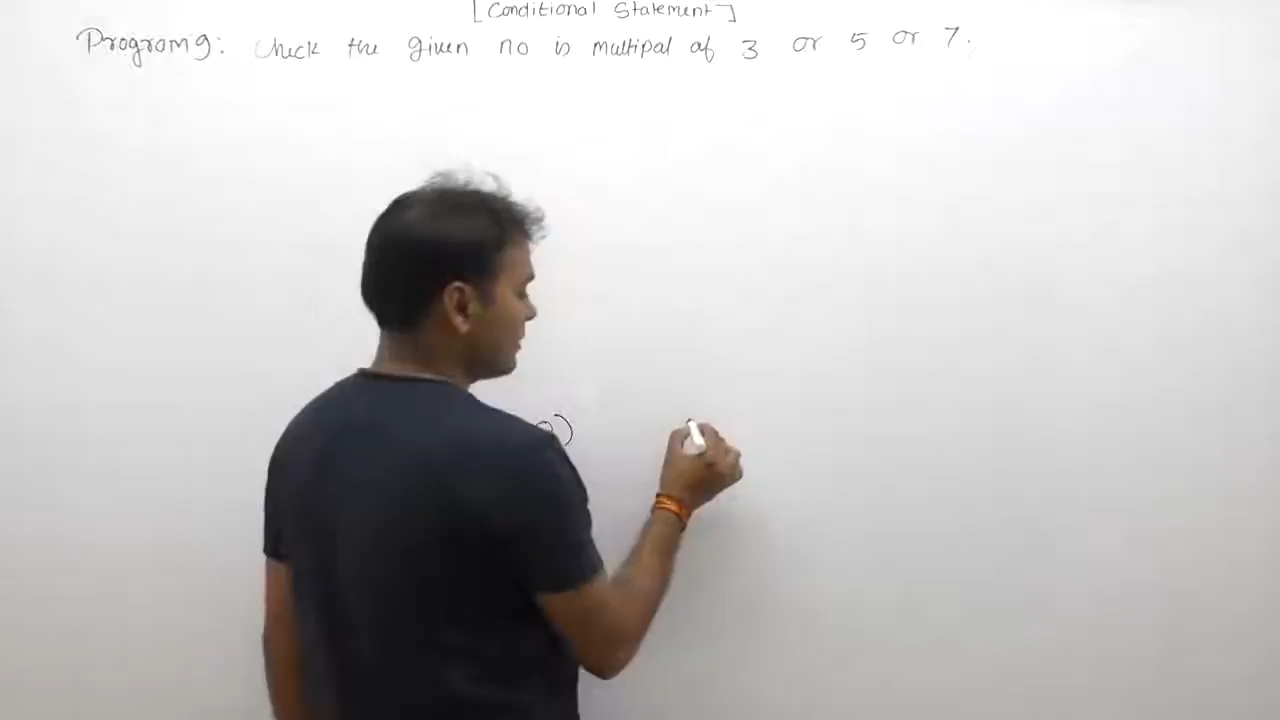 [Conditional Statement]
Program 9: Check the given no is multipal of 3 or 5 or 7.